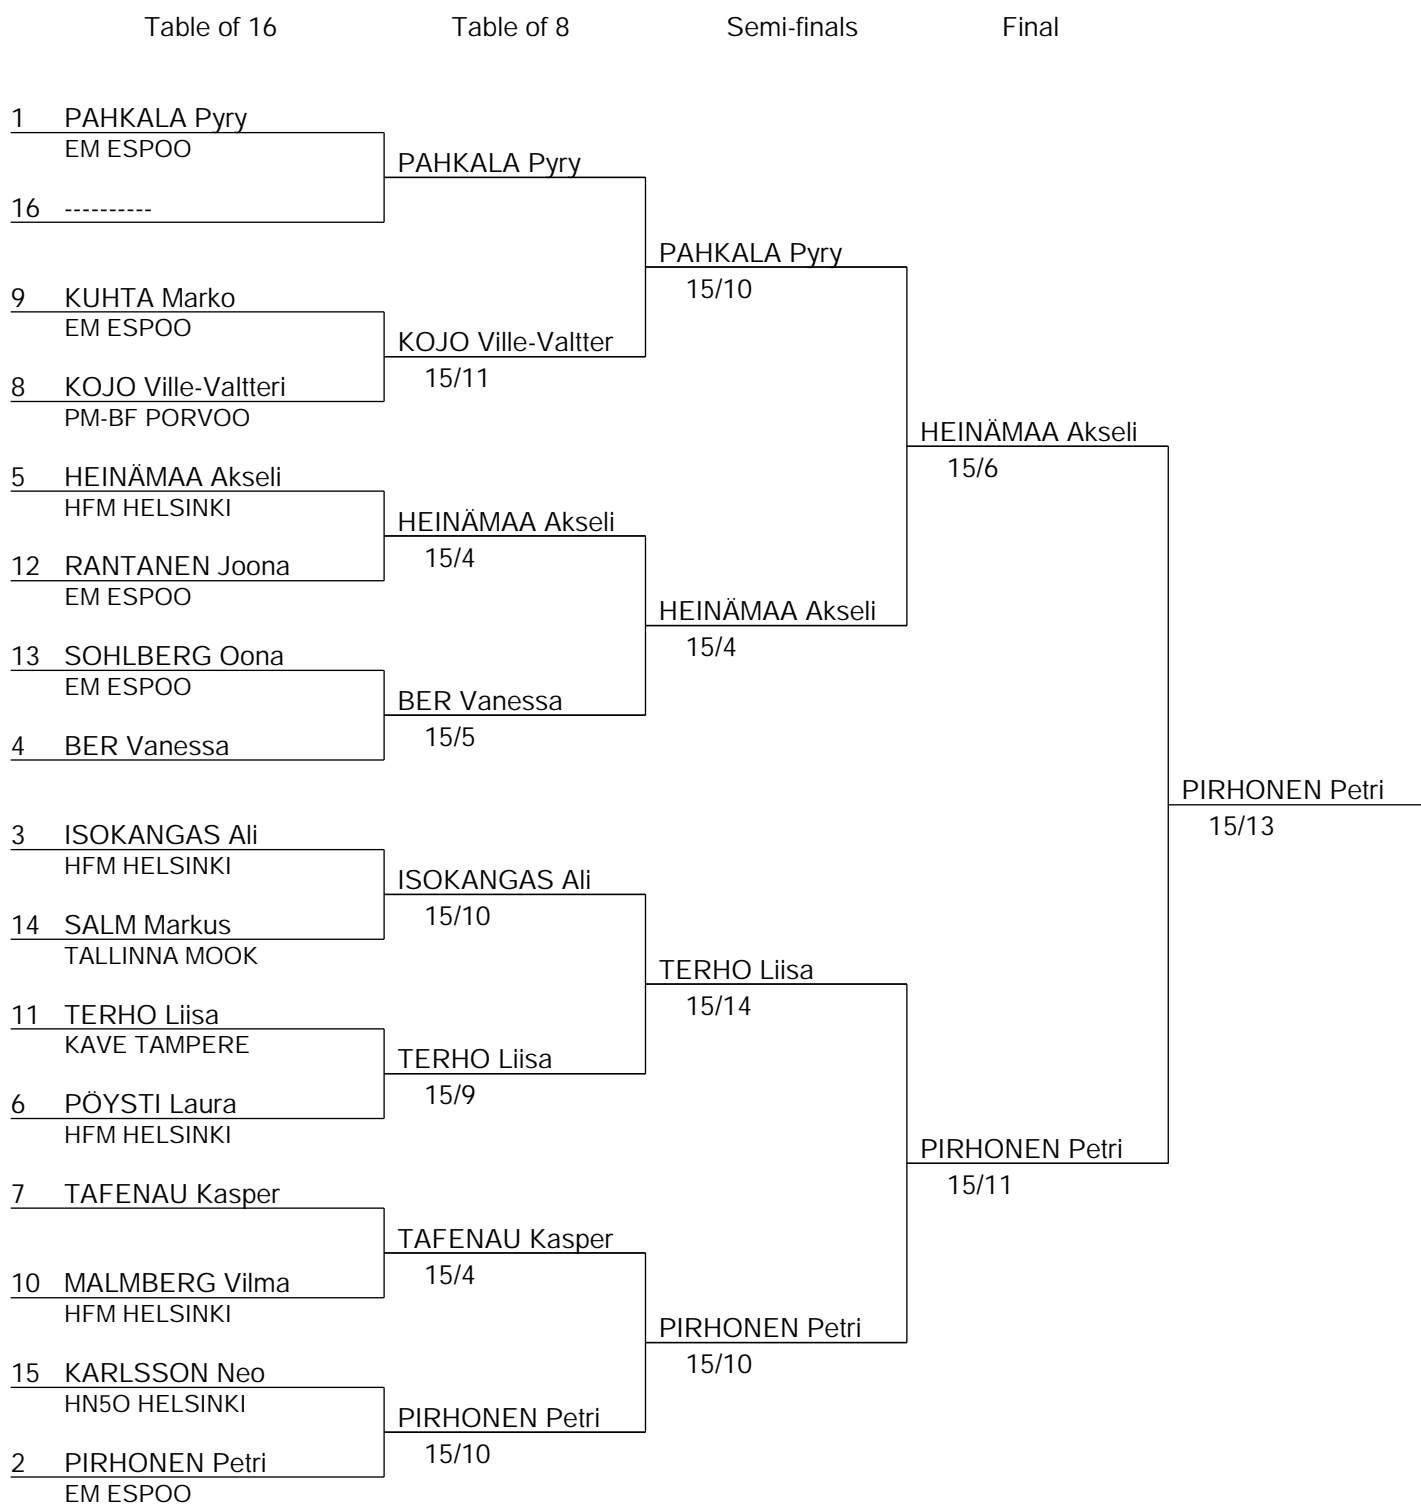 Table of 16 Table of 8 Semi-finals Final
1 PAHKALA Pyry
EM ESPOO
PAHKALA Pyry
16 ----------
PAHKALA Pyry
15/10
9 KUHTA Marko
EM ESPOO
KOJO Ville-Valtter
15/11
8 KOJO Ville-Valtteri
PM-BF PORVOO
HEINÄMAA Akseli
15/6
5 HEINÄMAA Akseli
HFM HELSINKI
HEINÄMAA Akseli
15/4
12 RANTANEN Joona
EM ESPOO
HEINÄMAA Akseli
15/4
13 SOHLBERG Oona
EM ESPOO
BER Vanessa
15/5
4 BER Vanessa
PIRHONEN Petri
15/13
3 ISOKANGAS Ali
HFM HELSINKI
ISOKANGAS Ali
15/10
14 SALM Markus
TALLINNA MOOK
TERHO Liisa
15/14
11 TERHO Liisa
KAVE TAMPERE
TERHO Liisa
15/9
6 PÖYSTI Laura
HFM HELSINKI
PIRHONEN Petri
15/11
7 TAFENAU Kasper
TAFENAU Kasper
15/4
10 MALMBERG Vilma
HFM HELSINKI
PIRHONEN Petri
15/10
15 KARLSSON Neo
HN5O HELSINKI
PIRHONEN Petri
15/10
2 PIRHONEN Petri
EM ESPOO